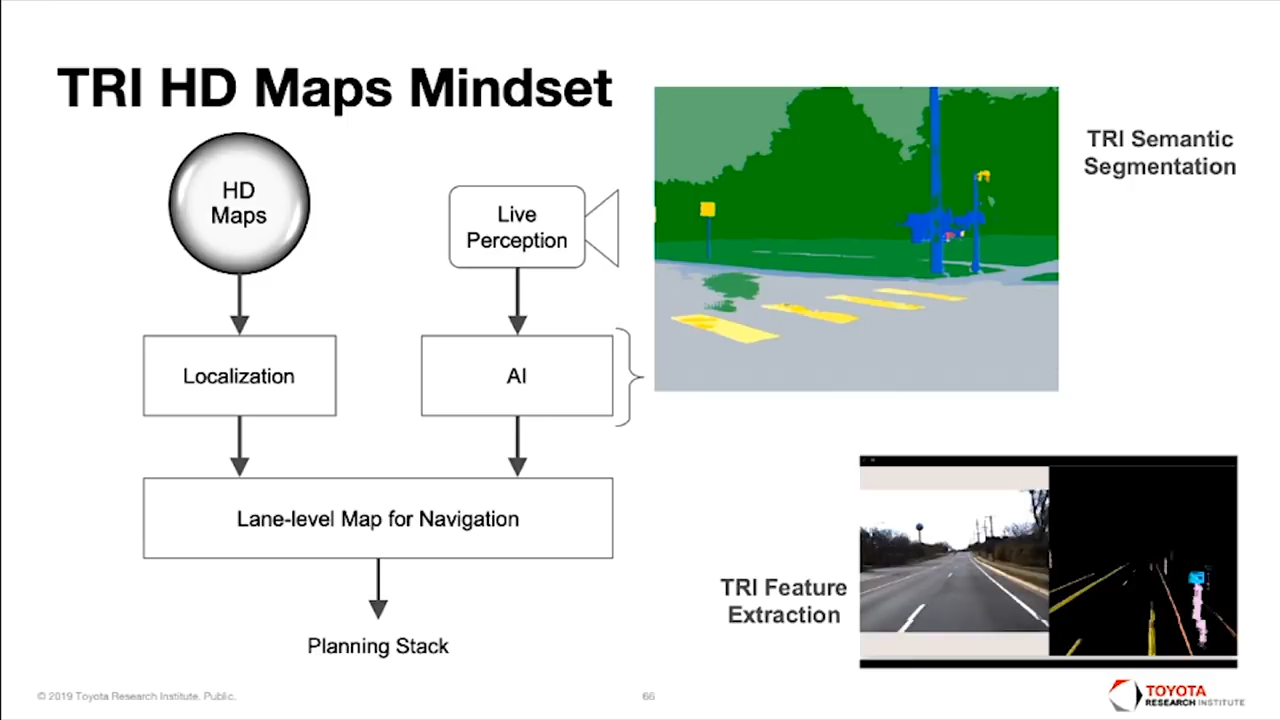 TRI HD Maps Mindset
HD
Maps
Live
Perception
TRI Semantic
Segmentation
Localization
AI
Lane-level Map for Navigation
TRI Feature
Extraction
Planning Stack
© 2019 Toyota Research Institute. Public.
66
TOYOTA
RESEARCH INSTITUTE